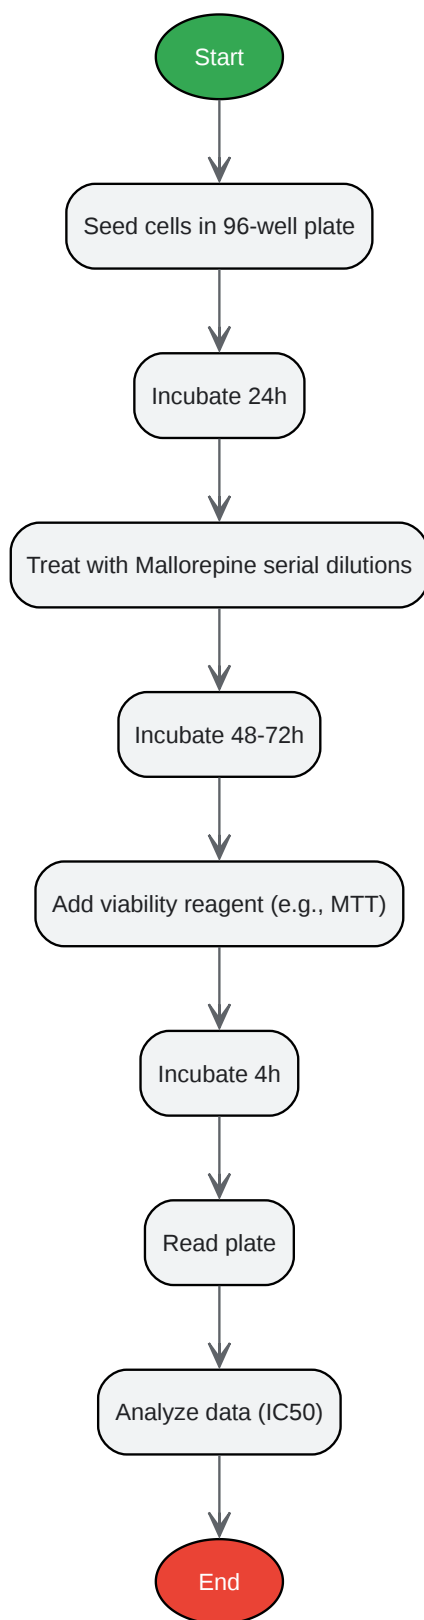 Start
Seed cells in 96-well plate
Incubate 24h
Treat with Mallorepine serial dilutions
Incubate 48-72h
Add viability reagent (e.g., MTT)
Incubate 4h
Read plate
Analyze data (IC50)
End